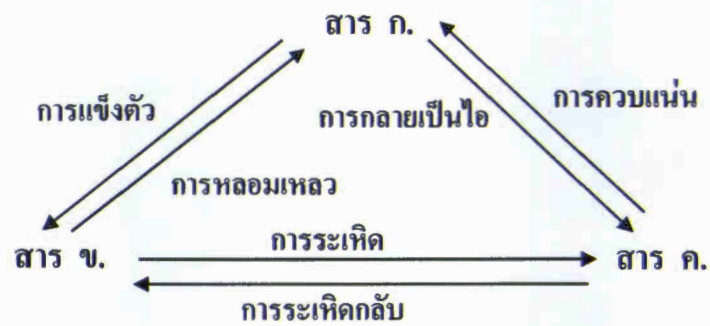 สาร ก.
การแข็งตัว
การกลายเป็นไอ
การควบแน่น
การหลอมเหลว
สาร ข.
การระเหิด
สาร ค.
การระเหิดกลับ